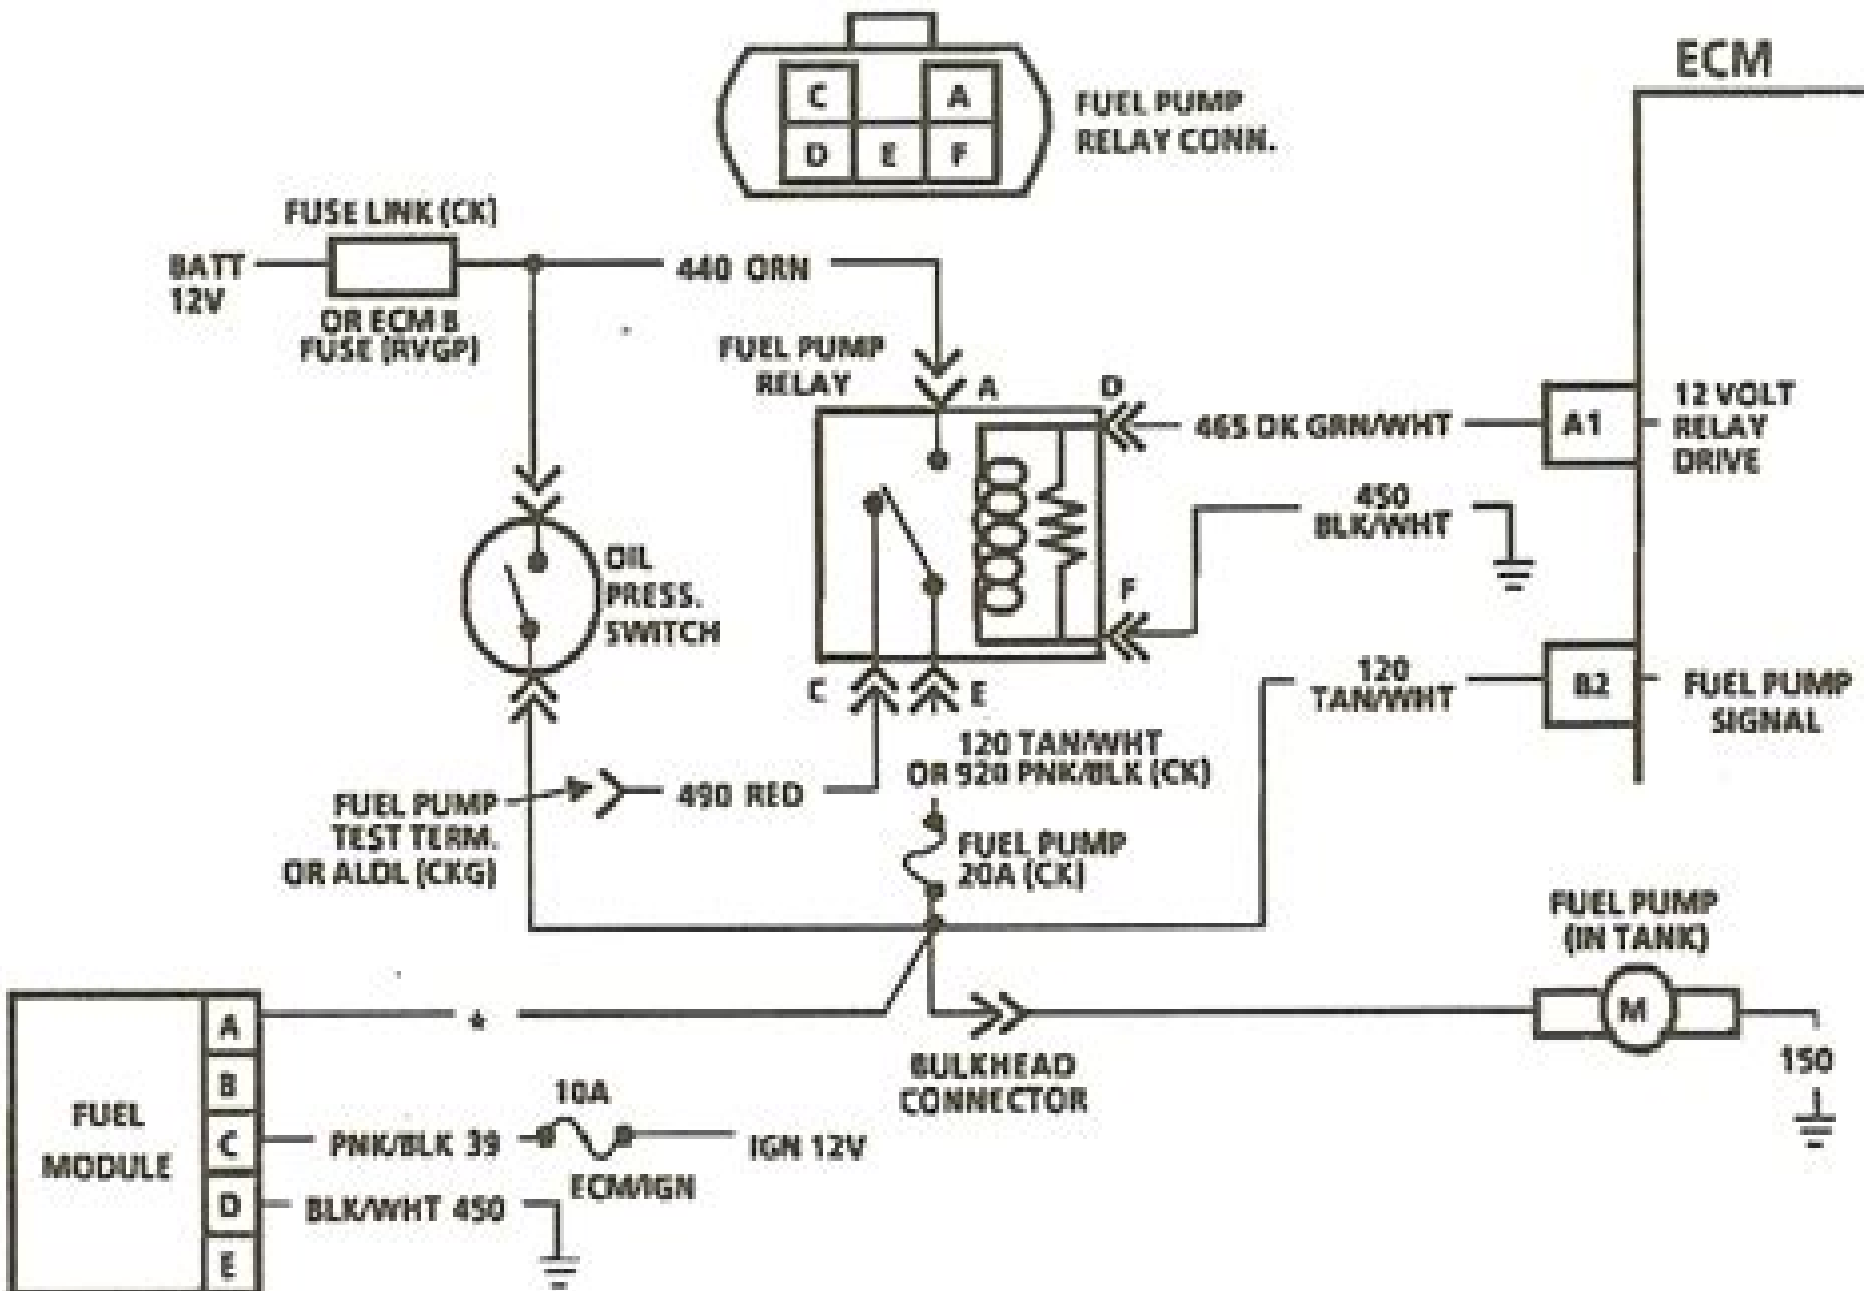 ECM
C
A
D
E
F
FUEL PUMP
RELAY CONN.
FUSE LINK (CK)
BATT
12V
OR ECM B
FUSE (RVGP)
440 ORN
FUEL PUMP
RELAY
A
D
465 DK GRN/WHT
A1
12 VOLT
RELAY
DRIVE
450
BLK/WHT
OIL
PRESS.
SWITCH
F
C
E
120
TAN/WHT
B2
FUEL PUMP
SIGNAL
120 TAN/WHT
OR 920 PNK/BLK (CK)
490 RED
FUEL PUMP
TEST TERM.
OR ALDL (CKG)
FUEL PUMP
20A (CK)
FUEL PUMP
(IN TANK)
M
150
BULKHEAD
CONNECTOR
*
FUEL
MODULE
A
B
C
D
E
10A
PNK/BLK 39
IGN 12V
ECM/IGN
BLK/WHT 450